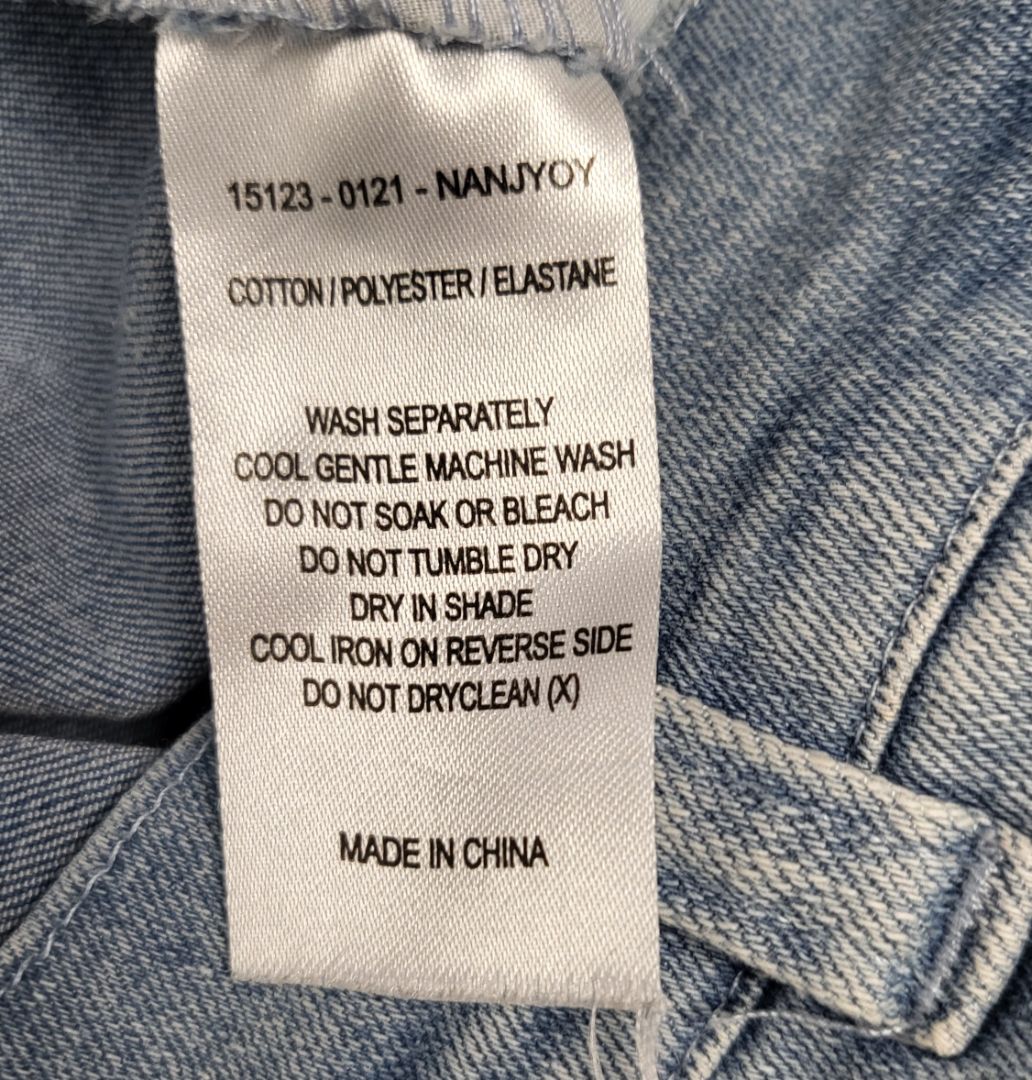 15123 - 0121 - NANJYOY
COTTON / POLYESTER / ELASTANE
WASH SEPARATELY
COOL GENTLE MACHINE WASH
DO NOT SOAK OR BLEACH
DO NOT TUMBLE DRY
DRY IN SHADE
COOL IRON ON REVERSE SIDE
DO NOT DRYCLEAN (X)
MADE IN CHINA